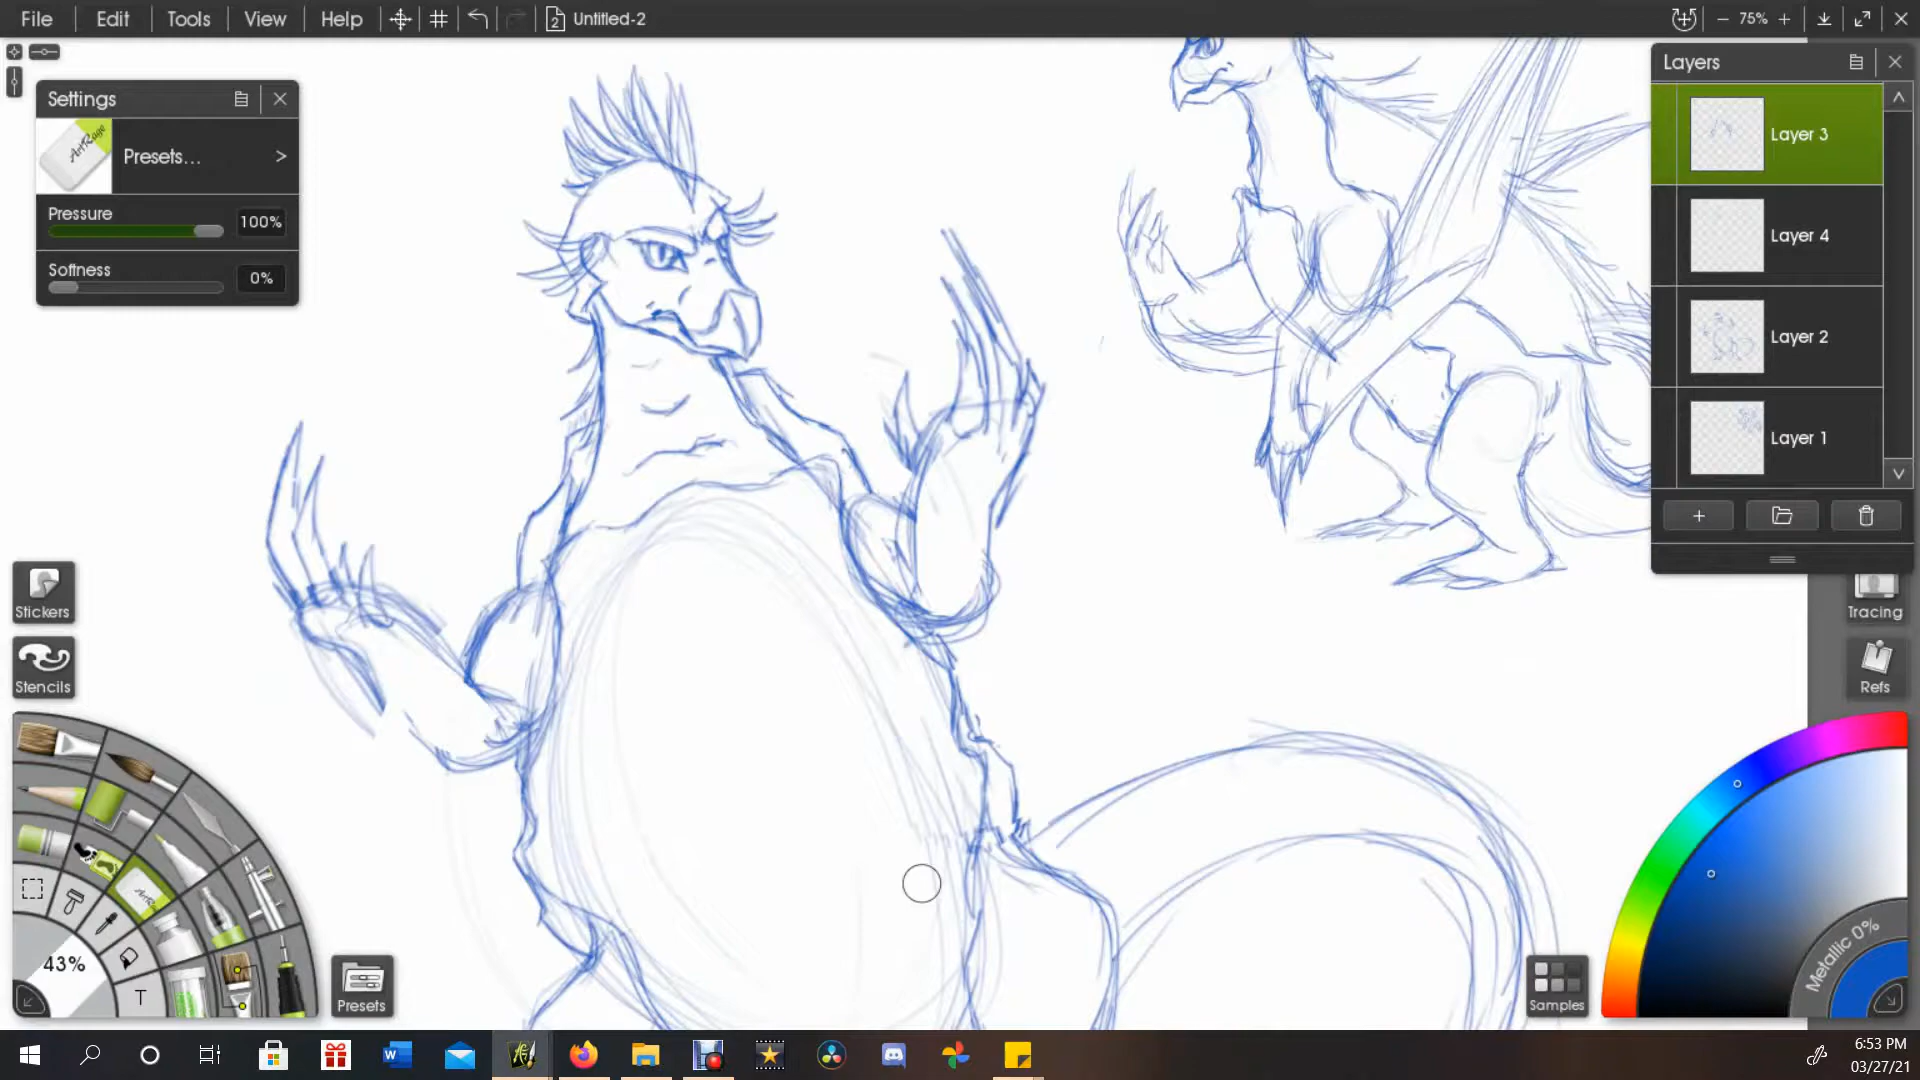 File Edit Tools View Help 2 Untitled-2 75%
Settings
Presets... >
Pressure 100%
Softness 0%
Layers
Layer 3
Layer 4
Layer 2
Layer 1
Stickers
Stencils
Tracing
Refs
43%
T
Presets
Samples
Metallic 0%
ArtRage
W
6:53 PM
03/27/21